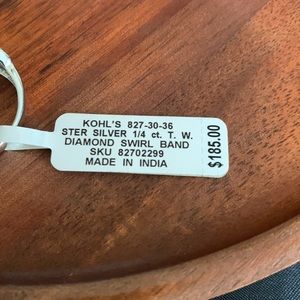 KOHL'S 827-30-36
STER SILVER 1/4 ct. T. W.
DIAMOND SWIRL BAND
SKU 82702299
MADE IN INDIA
$185.00